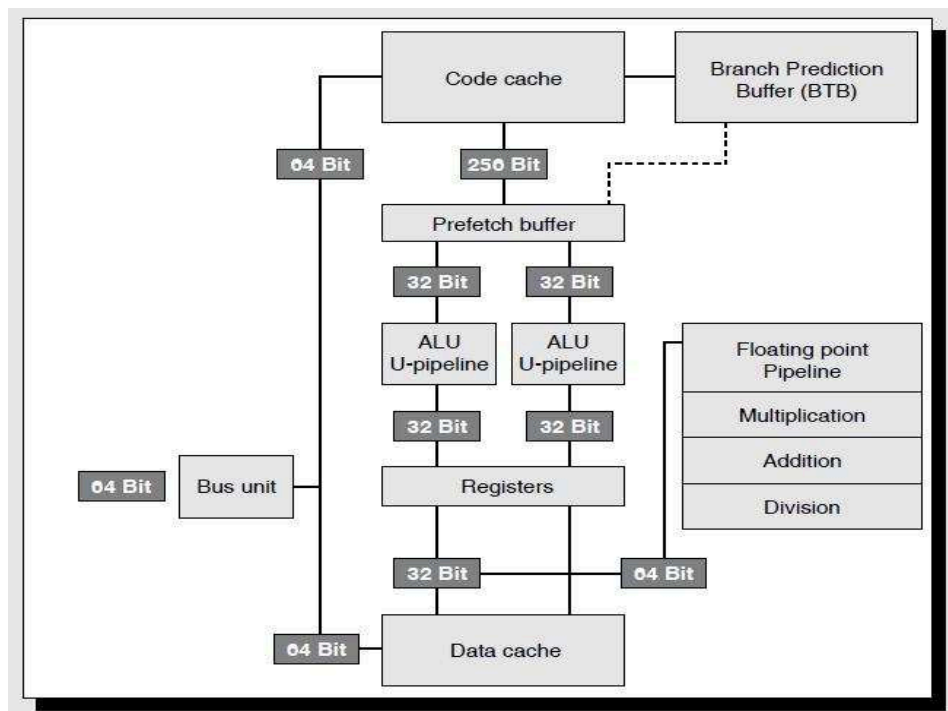 Code cache
Branch Prediction
Buffer (BTB)
64 Bit
256 Bit
Prefetch buffer
32 Bit
32 Bit
ALU
U-pipeline
ALU
U-pipeline
Floating point
Pipeline
Multiplication
Addition
Division
32 Bit
32 Bit
64 Bit
Bus unit
Registers
32 Bit
64 Bit
64 Bit
Data cache